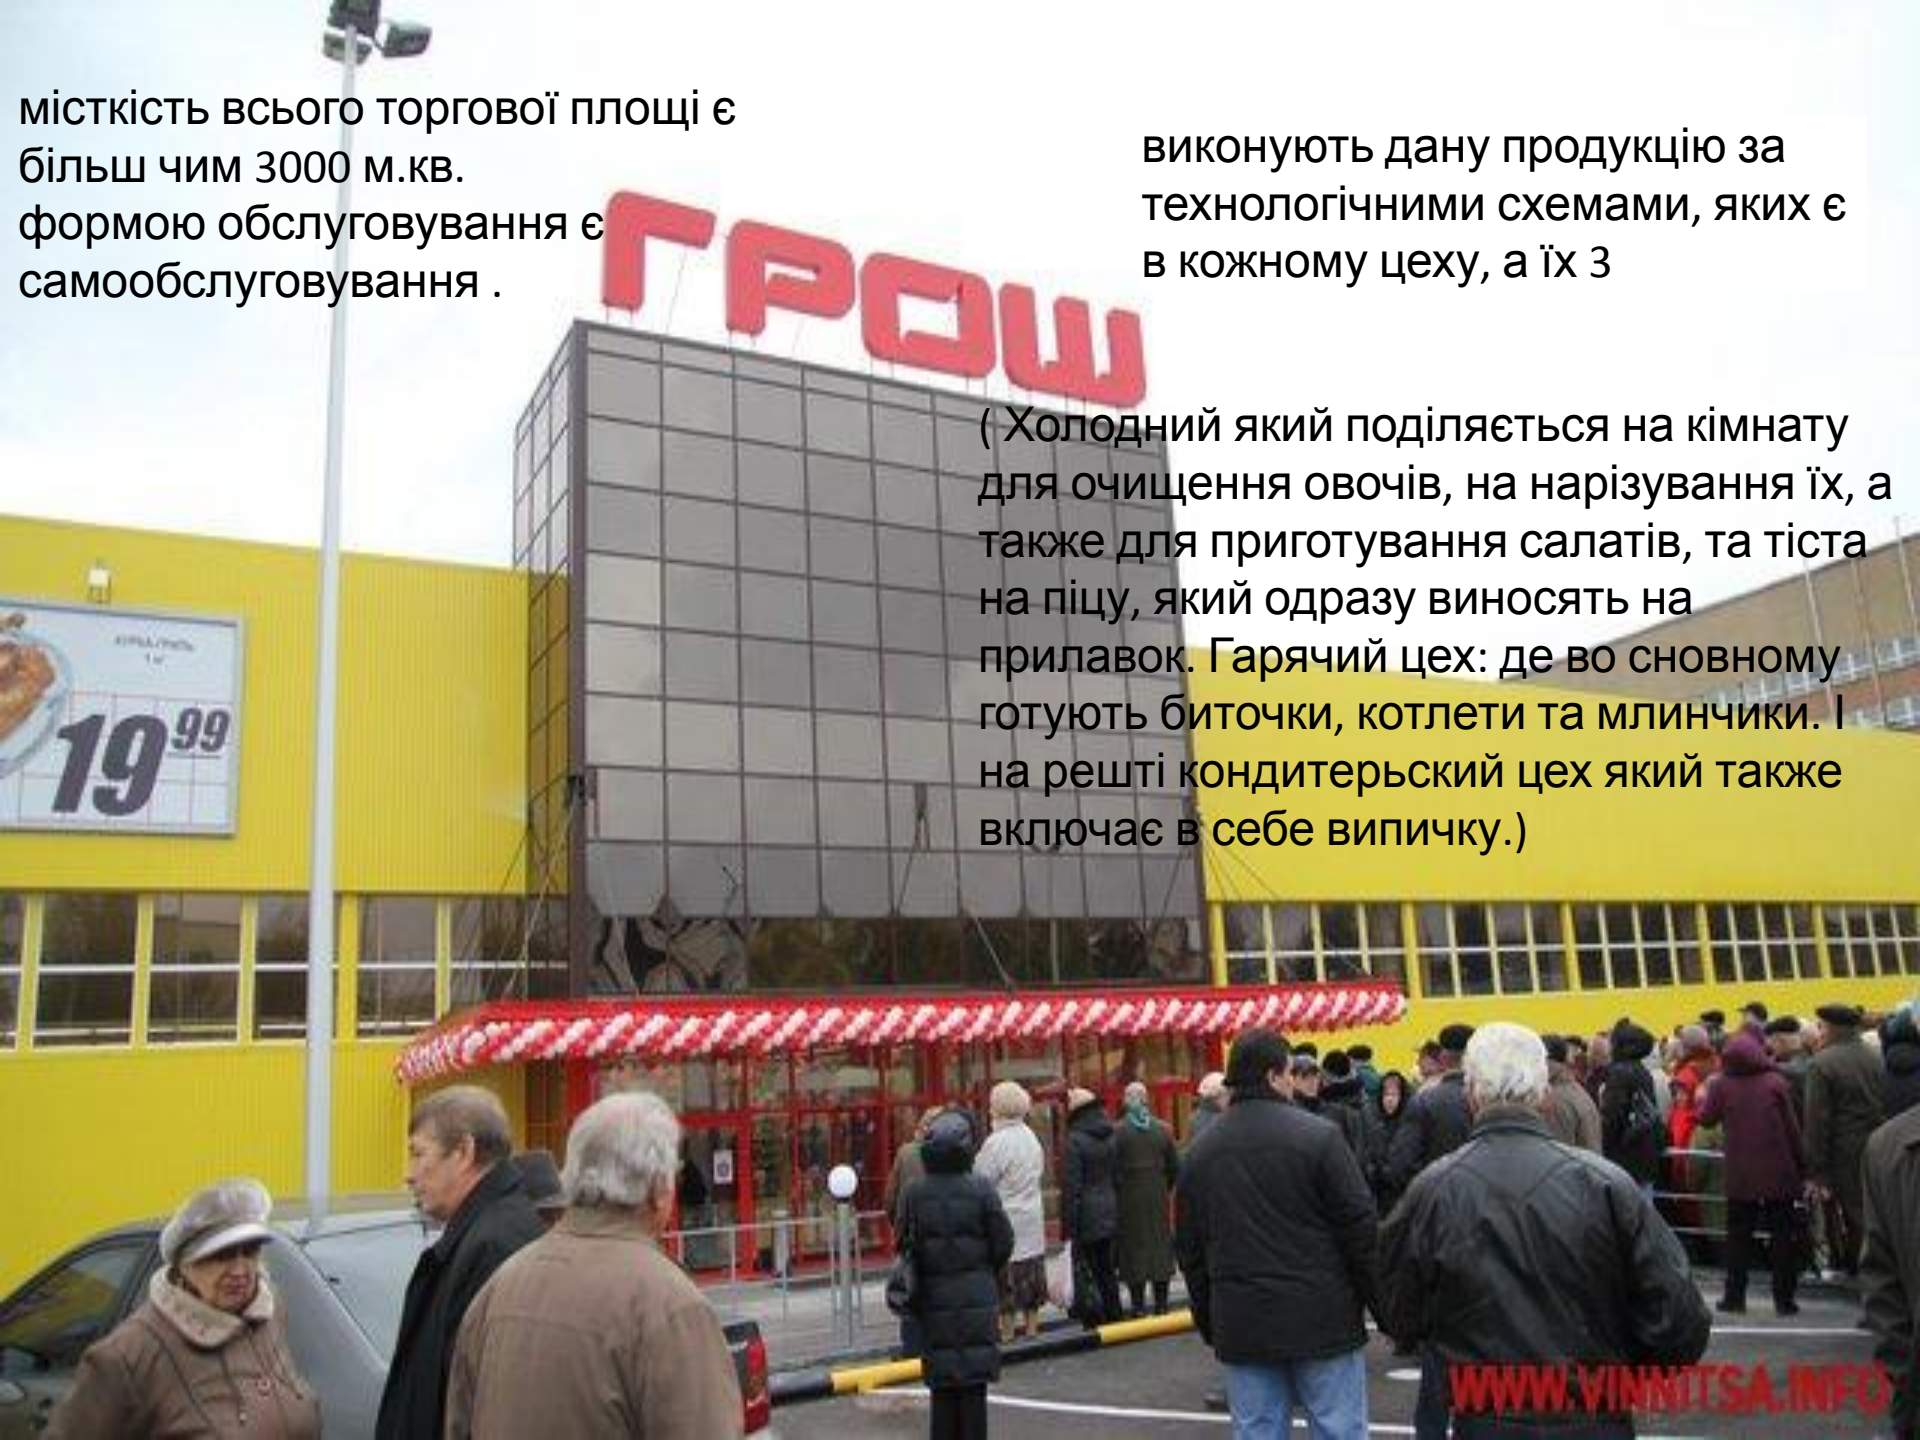 місткість всього торгової площі є
більш чим 3000 м.кв.
формою обслуговування є
самообслуговування .
виконують дану продукцію за
технологічними схемами, яких є
в кожному цеху, а їх 3
ГРОШ
( Холодний який поділяється на кімнату
для очищення овочів, на нарізування їх, а
также для приготування салатів, та тіста
на піцу, який одразу виносять на
прилавок. Гарячий цех: де во сновному
готують биточки, котлети та млинчики. І
на решті кондитерьский цех який також
включає в себе випичку.)
19 99
WWW.VINNITSA.INFO